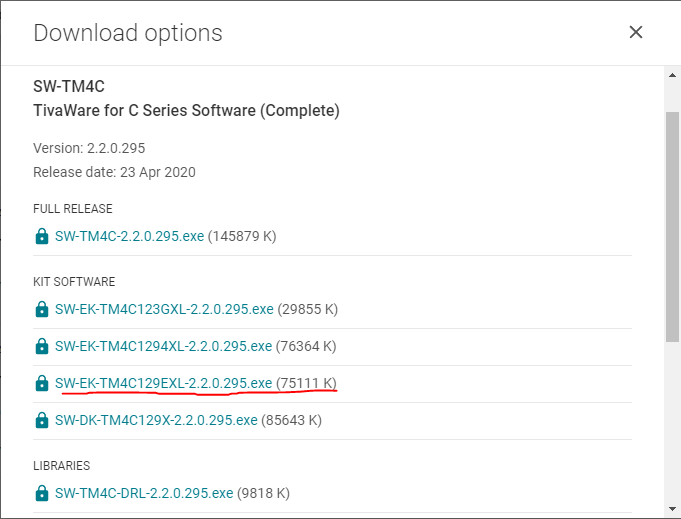 Download options
SW-TM4C
TivaWare for C Series Software (Complete)
Version: 2.2.0.295
Release date: 23 Apr 2020
FULL RELEASE
SW-TM4C-2.2.0.295.exe (145879 K)
KIT SOFTWARE
SW-EK-TM4C123GXL-2.2.0.295.exe (29855 K)
SW-EK-TM4C1294XL-2.2.0.295.exe (76364 K)
SW-EK-TM4C129EXL-2.2.0.295.exe (75111 K)
SW-DK-TM4C129X-2.2.0.295.exe (85643 K)
LIBRARIES
SW-TM4C-DRL-2.2.0.295.exe (9818 K)